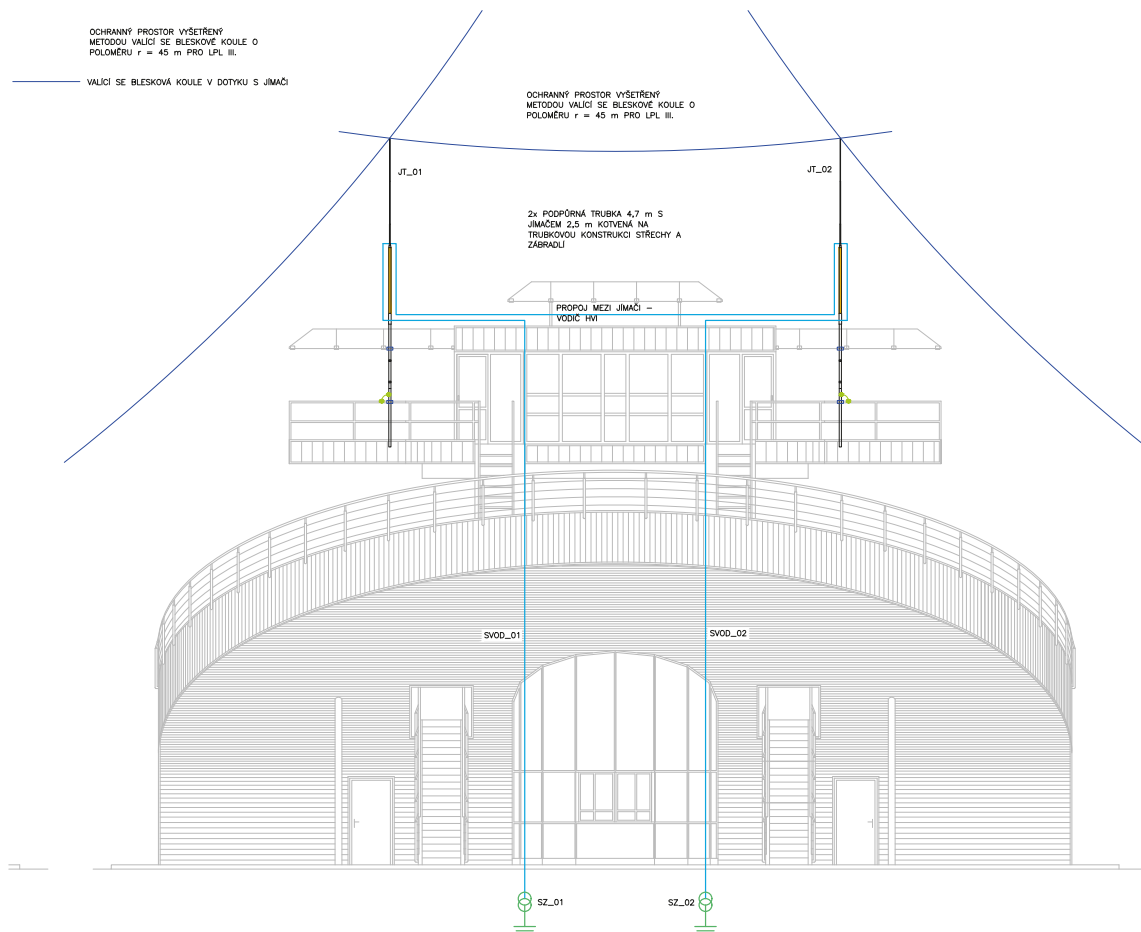 OCHRANNÝ PROSTOR VYŠETŘENÝ
METODOU VALÍCÍ SE BLESKOVÉ KOULE O
POLOMĚRU r = 45 m PRO LPL III.
VALÍCÍ SE BLESKOVÁ KOULE V DOTYKU S JÍMAČI
OCHRANNÝ PROSTOR VYŠETŘENÝ
METODOU VALÍCÍ SE BLESKOVÉ KOULE O
POLOMĚRU r = 45 m PRO LPL III.
JT_01
JT_02
2x PODPŮRNÁ TRUBKA 4,7 m S
JÍMAČEM 2,5 m KOTVENÁ NA
TRUBKOVOU KONSTRUKCI STŘECHY A
ZÁBRADLÍ
PROPOJ MEZI JÍMAČI –
VODIČ HVI
SVOD_01
SVOD_02
SZ_01
SZ_02